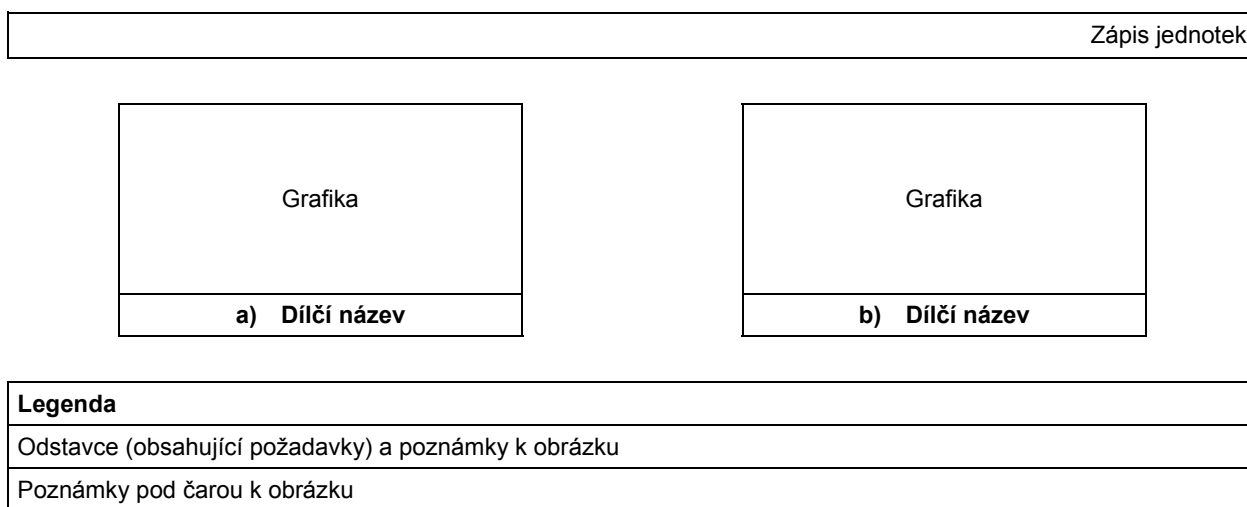 Zápis jednotek
Grafika
Grafika
a) Dílčí název
b) Dílčí název
Legenda
Odstavce (obsahující požadavky) a poznámky k obrázku
Poznámky pod čarou k obrázku